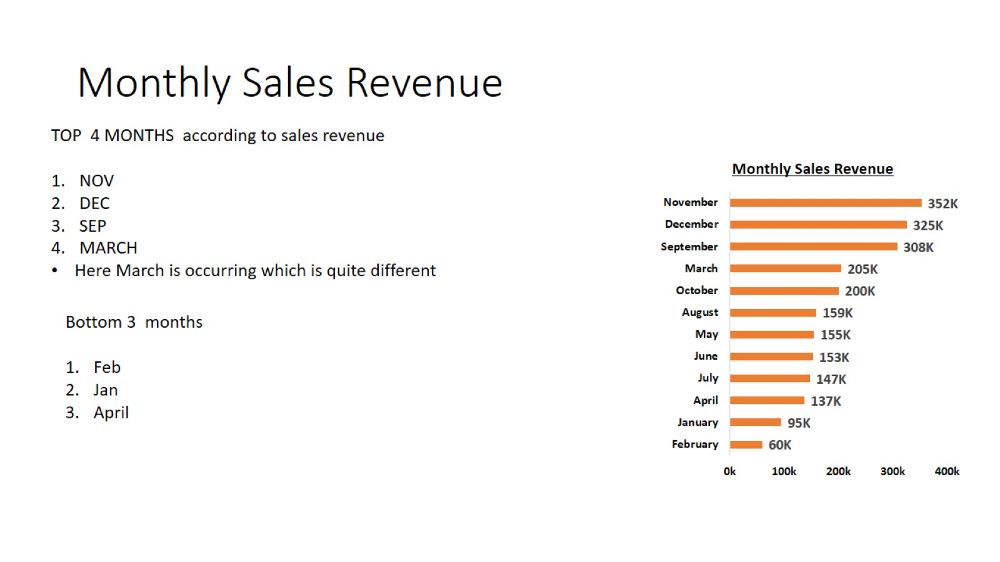 Monthly Sales Revenue
TOP 4 MONTHS according to sales revenue
1. NOV
2. DEC
3. SEP
4. MARCH
• Here March is occurring which is quite different
Bottom 3 months
1. Feb
2. Jan
3. April
Monthly Sales Revenue
November 352K
December 325K
September 308K
March 205K
October 200K
August 159K
May 155K
June 153K
July 147K
April 137K
January 95K
February 60K
0k 100k 200k 300k 400k